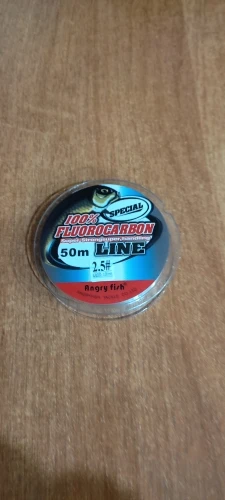 SPECIAL
100%
FLUOROCARBON
LINE
50m
2.5#
Angry fish